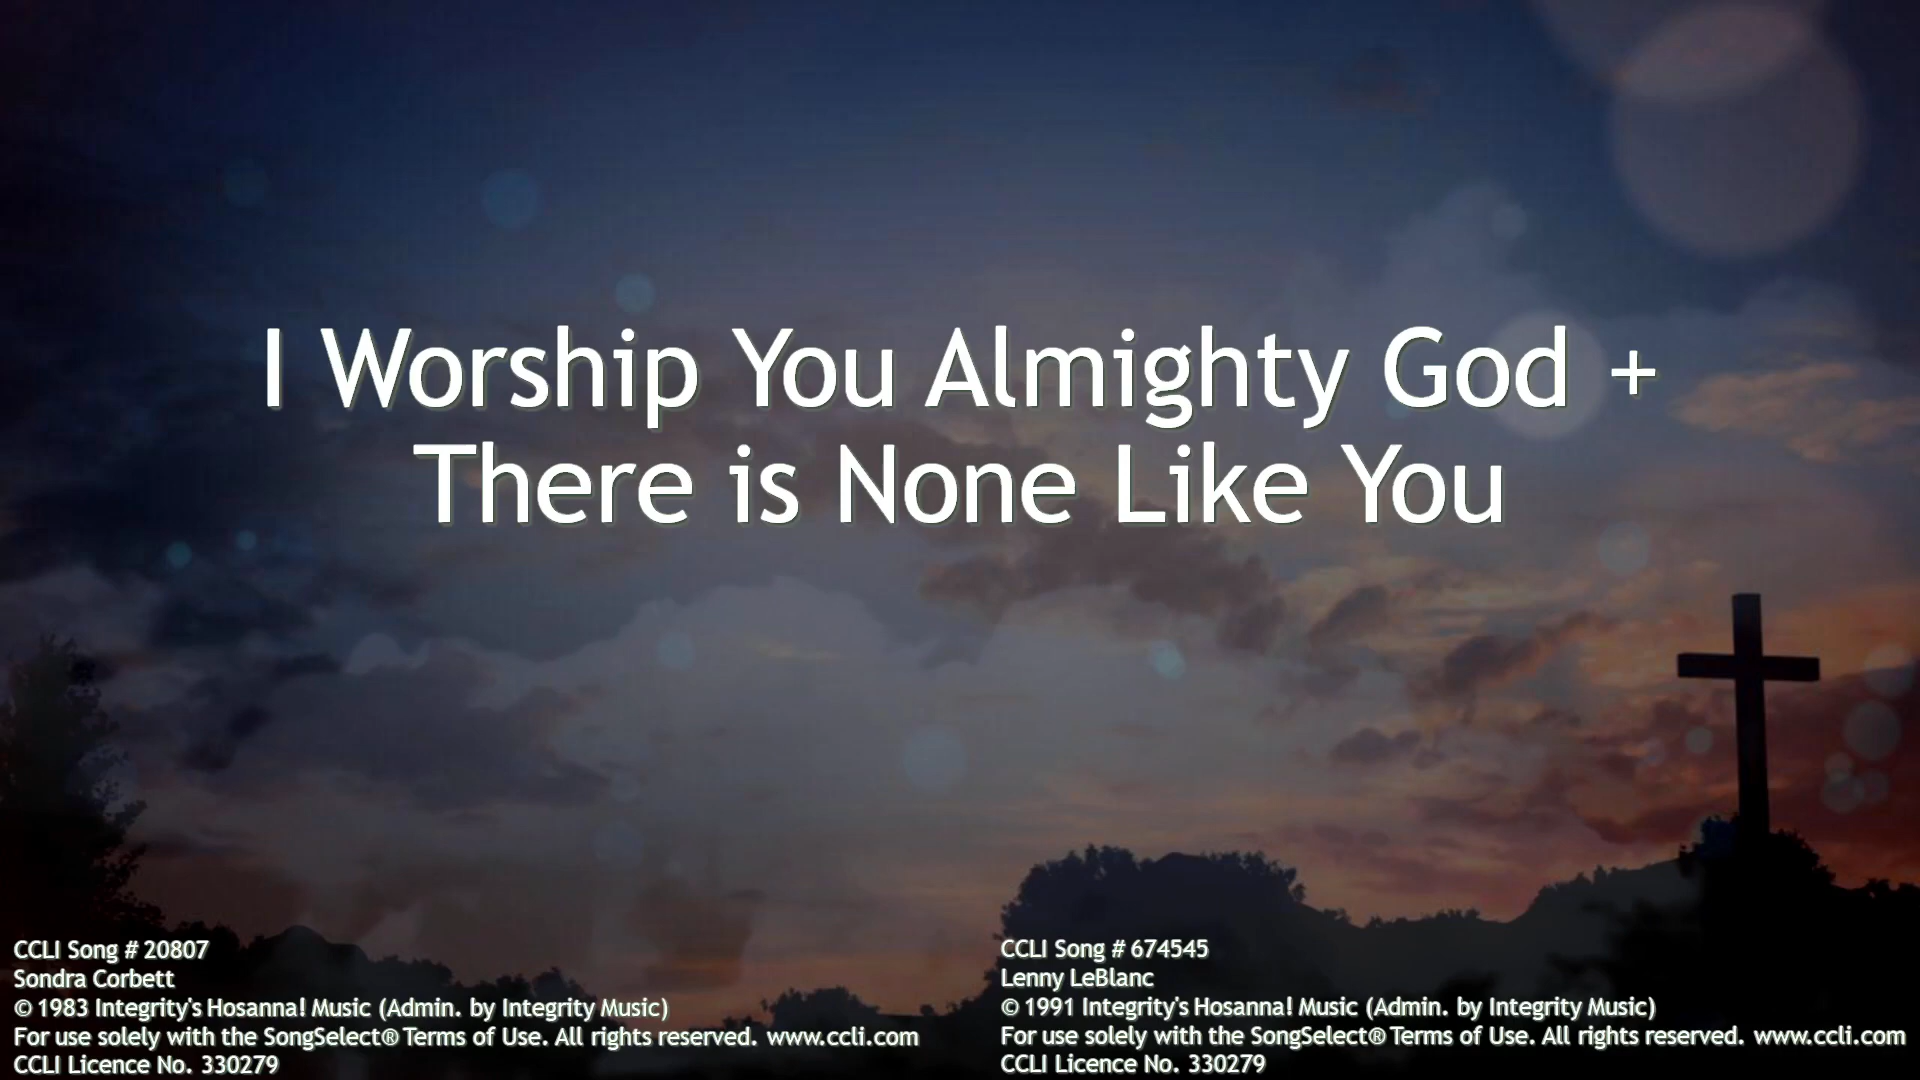 I Worship You Almighty God +
There is None Like You
CCLI Song # 20807
Sondra Corbett
© 1983 Integrity's Hosanna! Music (Admin. by Integrity Music)
For use solely with the SongSelect® Terms of Use. All rights reserved. www.ccli.com
CCLI Licence No. 330279
CCLI Song # 674545
Lenny LeBlanc
© 1991 Integrity's Hosanna! Music (Admin. by Integrity Music)
For use solely with the SongSelect® Terms of Use. All rights reserved. www.ccli.com
CCLI Licence No. 330279